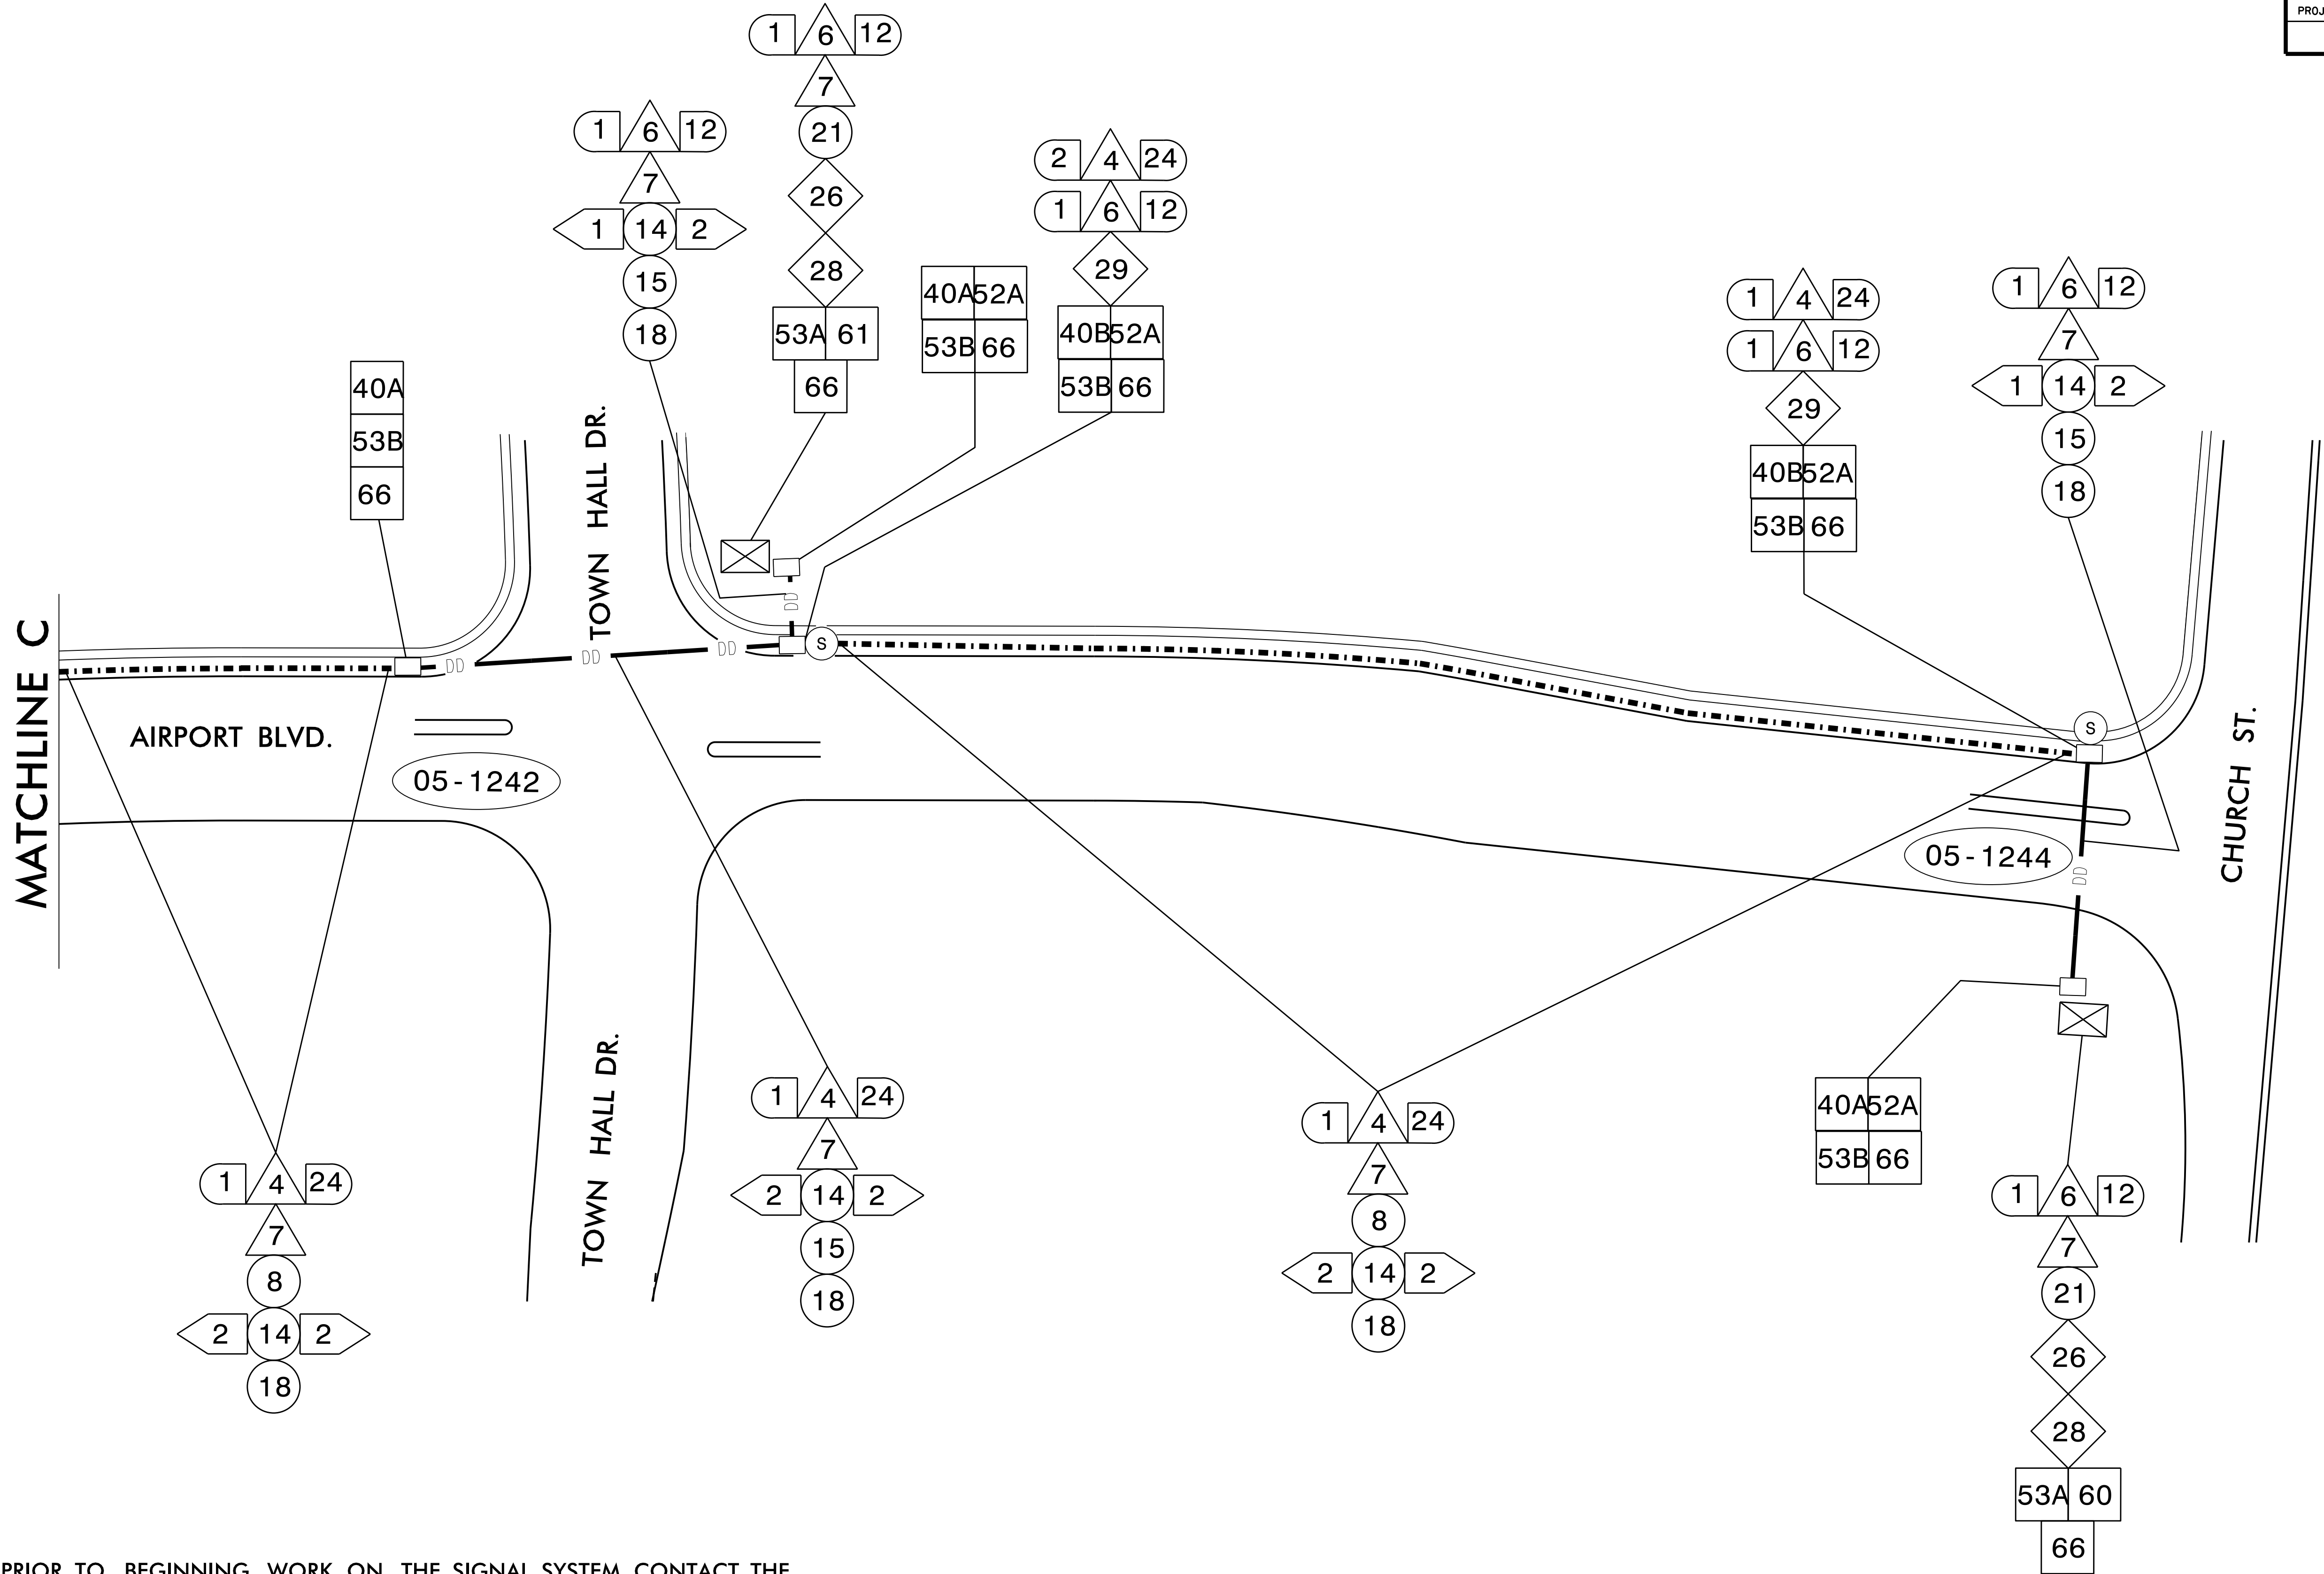 PROJ
1 6 12
7
21
26
28
53A 61
66
1 6 12
7
1 14 2
15
18
2 4 24
1 6 12
29
40B 52A
53B 66
40A 52A
53B 66
40A
53B
66
1 4 24
1 6 12
29
40B 52A
53B 66
1 6 12
7
1 14 2
15
18
TOWN HALL DR.
S
S
MATCHLINE C
AIRPORT BLVD.
05-1242
05-1244
CHURCH ST.
TOWN HALL DR.
1 4 24
7
8
2 14 2
18
1 4 24
7
2 14 2
15
18
1 4 24
7
8
2 14 2
18
40A 52A
53B 66
1 6 12
7
21
26
28
53A 60
66
PRIOR TO BEGINNING WORK ON THE SIGNAL SYSTEM CONTACT THE